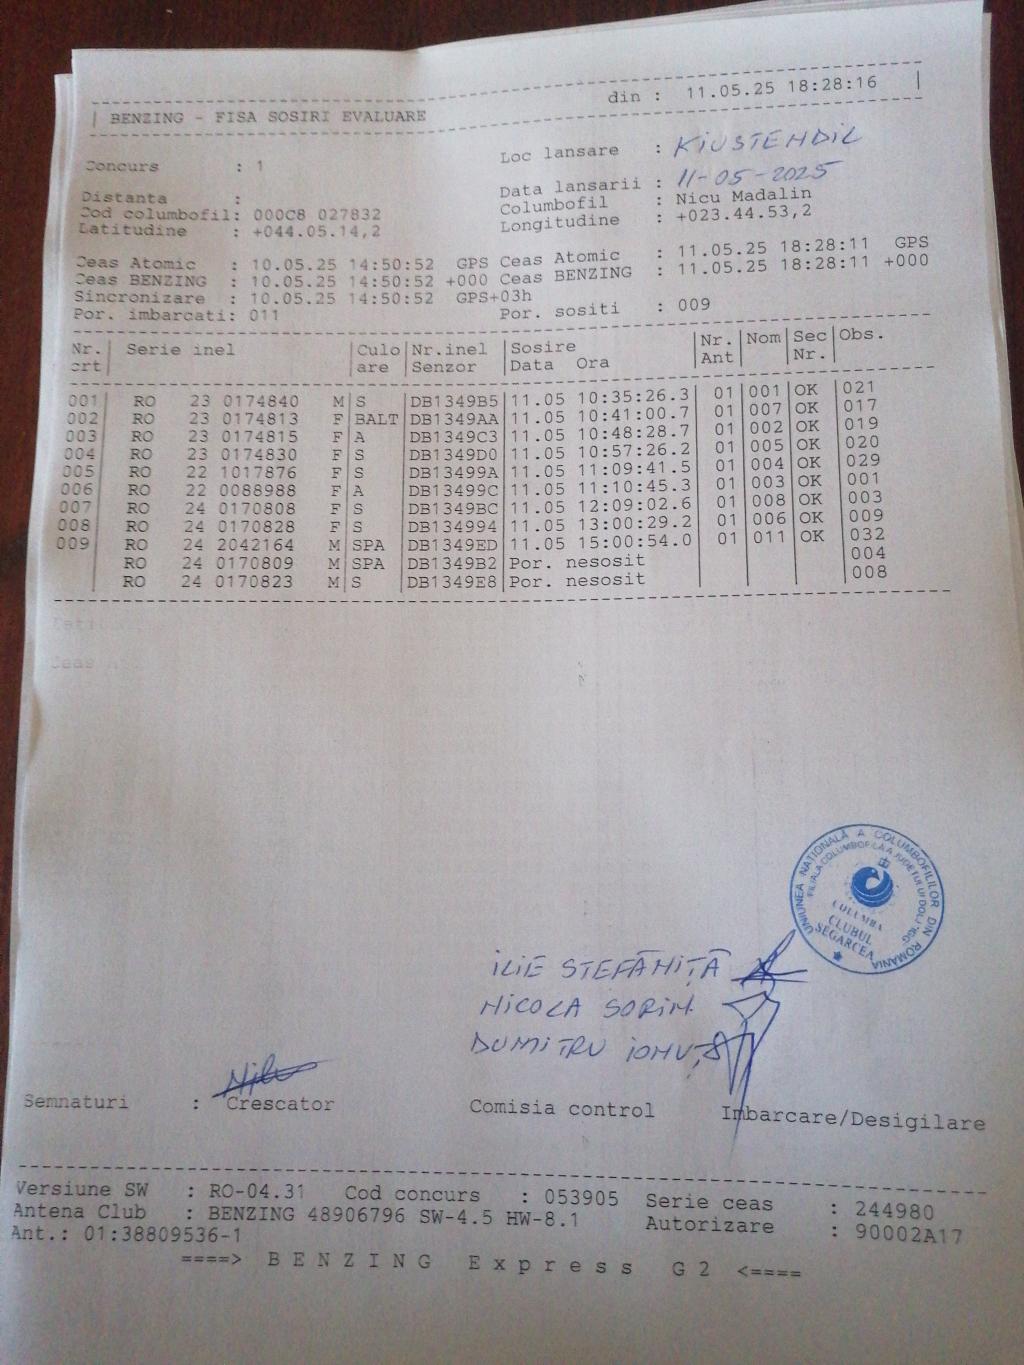 din : 11.05.25 18:28:16 |
| BENZING - FISA SOSIRI EVALUARE
Concurs : 1
Loc lansare : KIUSTENDIL
Data lansarii : 11-05-2025
Distanta :
Columbofil : Nicu Madalin
Cod columbofil: 000C8 027832
Longitudine : +023.44.53,2
Latitudine : +044.05.14,2
Ceas Atomic : 10.05.25 14:50:52 GPS Ceas Atomic : 11.05.25 18:28:11 GPS
Ceas BENZING : 10.05.25 14:50:52 +000 Ceas BENZING : 11.05.25 18:28:11 +000
Sincronizare : 10.05.25 14:50:52 GPS+03h
Por. imbarcati: 011 Por. sositi : 009
Nr. Serie inel |Culo|Nr.inel|Sosire |Nr.|Nom|Sec|Obs.
crt| |are |Senzor |Data Ora |Ant| |Nr.|
001 RO 23 0174840 M|S |DB1349B5|11.05 10:35:26.3| 01|001|OK |021
002 RO 23 0174813 F|BALT|DB1349AA|11.05 10:41:00.7| 01|007|OK |017
003 RO 23 0174815 F|A |DB1349C3|11.05 10:48:28.7| 01|002|OK |019
004 RO 23 0174830 F|S |DB1349D0|11.05 10:57:26.2| 01|005|OK |020
005 RO 22 1017876 F|S |DB13499A|11.05 11:09:41.5| 01|004|OK |029
006 RO 22 0088988 F|A |DB13499C|11.05 11:10:45.3| 01|003|OK |001
007 RO 24 0170808 F|S |DB1349BC|11.05 12:09:02.6| 01|008|OK |003
008 RO 24 0170828 F|S |DB134994|11.05 13:00:29.2| 01|006|OK |009
009 RO 24 2042164 M|SPA |DB1349ED|11.05 15:00:54.0| 01|011|OK |032
RO 24 0170809 M|SPA |DB1349B2|Por. nesosit | | | |004
RO 24 0170823 M|S |DB1349E8|Por. nesosit | | | |008
UNIUNEA NATIONALĂ A COLUMBOFILILOR DIN ROMANIA
FILIALA COLUMBOFILA A JUDETULUI DOLJ
COLUMBA
CLUBUL
SEGARCEA
ILIE STEFĂNIȚĂ
NICOLA SORIN
DUMITRU IONUȚ
Semnaturi : Crescator Comisia control Imbarcare/Desigilare
Versiune SW : RO-04.31 Cod concurs : 053905 Serie ceas : 244980
Antena Club : BENZING 48906796 SW-4.5 HW-8.1 Autorizare : 90002A17
Ant.: 01:38809536-1
====> B E N Z I N G E x p r e s s G 2 <====